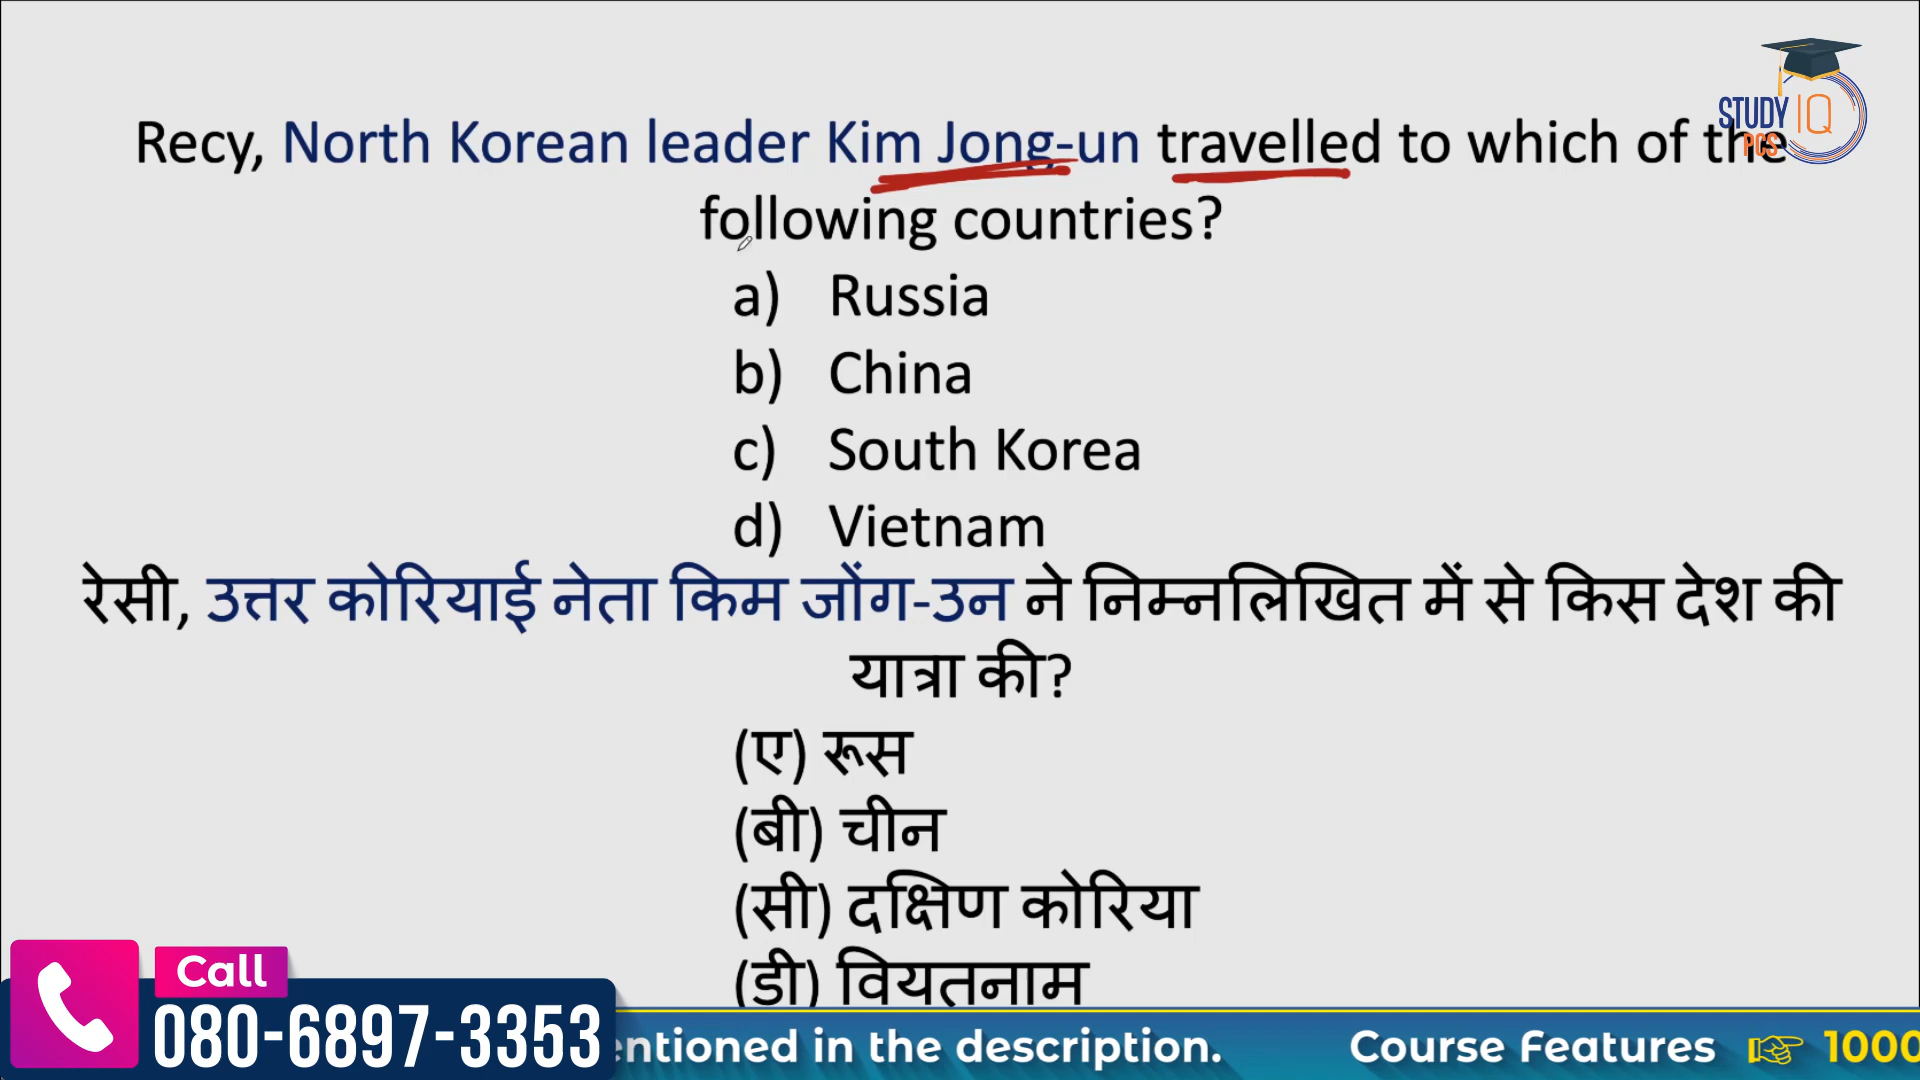 STUDY IQ
PCS
Recy, North Korean leader Kim Jong-un travelled to which of the
following countries?
a) Russia
b) China
c) South Korea
d) Vietnam
रेसी, उत्तर कोरियाई नेता किम जोंग-उन ने निम्नलिखित में से किस देश की
यात्रा की?
(ए) रूस
(बी) चीन
(सी) दक्षिण कोरिया
(डी) वियतनाम
Call
080-6897-3353
entioned in the description. Course Features 1000